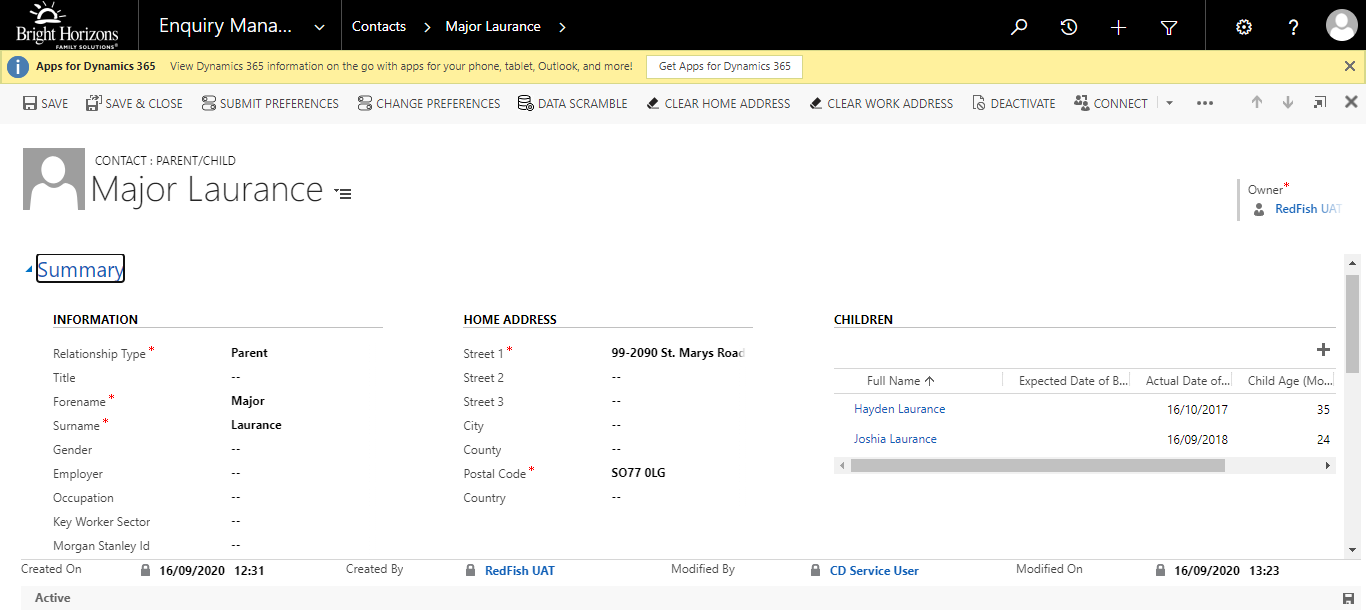 Bright Horizons
FAMILY SOLUTIONS
Enquiry Mana...
Contacts
Major Laurance
?
i
Apps for Dynamics 365 View Dynamics 365 information on the go with apps for your phone, tablet, Outlook, and more! Get Apps for Dynamics 365
SAVE SAVE & CLOSE SUBMIT PREFERENCES CHANGE PREFERENCES DATA SCRAMBLE CLEAR HOME ADDRESS CLEAR WORK ADDRESS DEACTIVATE CONNECT ...
CONTACT : PARENT/CHILD
Major Laurance
Owner*
RedFish UAT
Summary
INFORMATION
Relationship Type* Parent
Title --
Forename* Major
Surname* Laurance
Gender --
Employer --
Occupation --
Key Worker Sector --
Morgan Stanley Id --
HOME ADDRESS
Street 1* 99-2090 St. Marys Road
Street 2 --
Street 3 --
City --
County --
Postal Code* SO77 0LG
Country --
CHILDREN
Full Name ↑ Expected Date of B... Actual Date of... Child Age (Mo...
Hayden Laurance 16/10/2017 35
Joshia Laurance 16/09/2018 24
Created On 16/09/2020 12:31 Created By RedFish UAT Modified By CD Service User Modified On 16/09/2020 13:23
Active